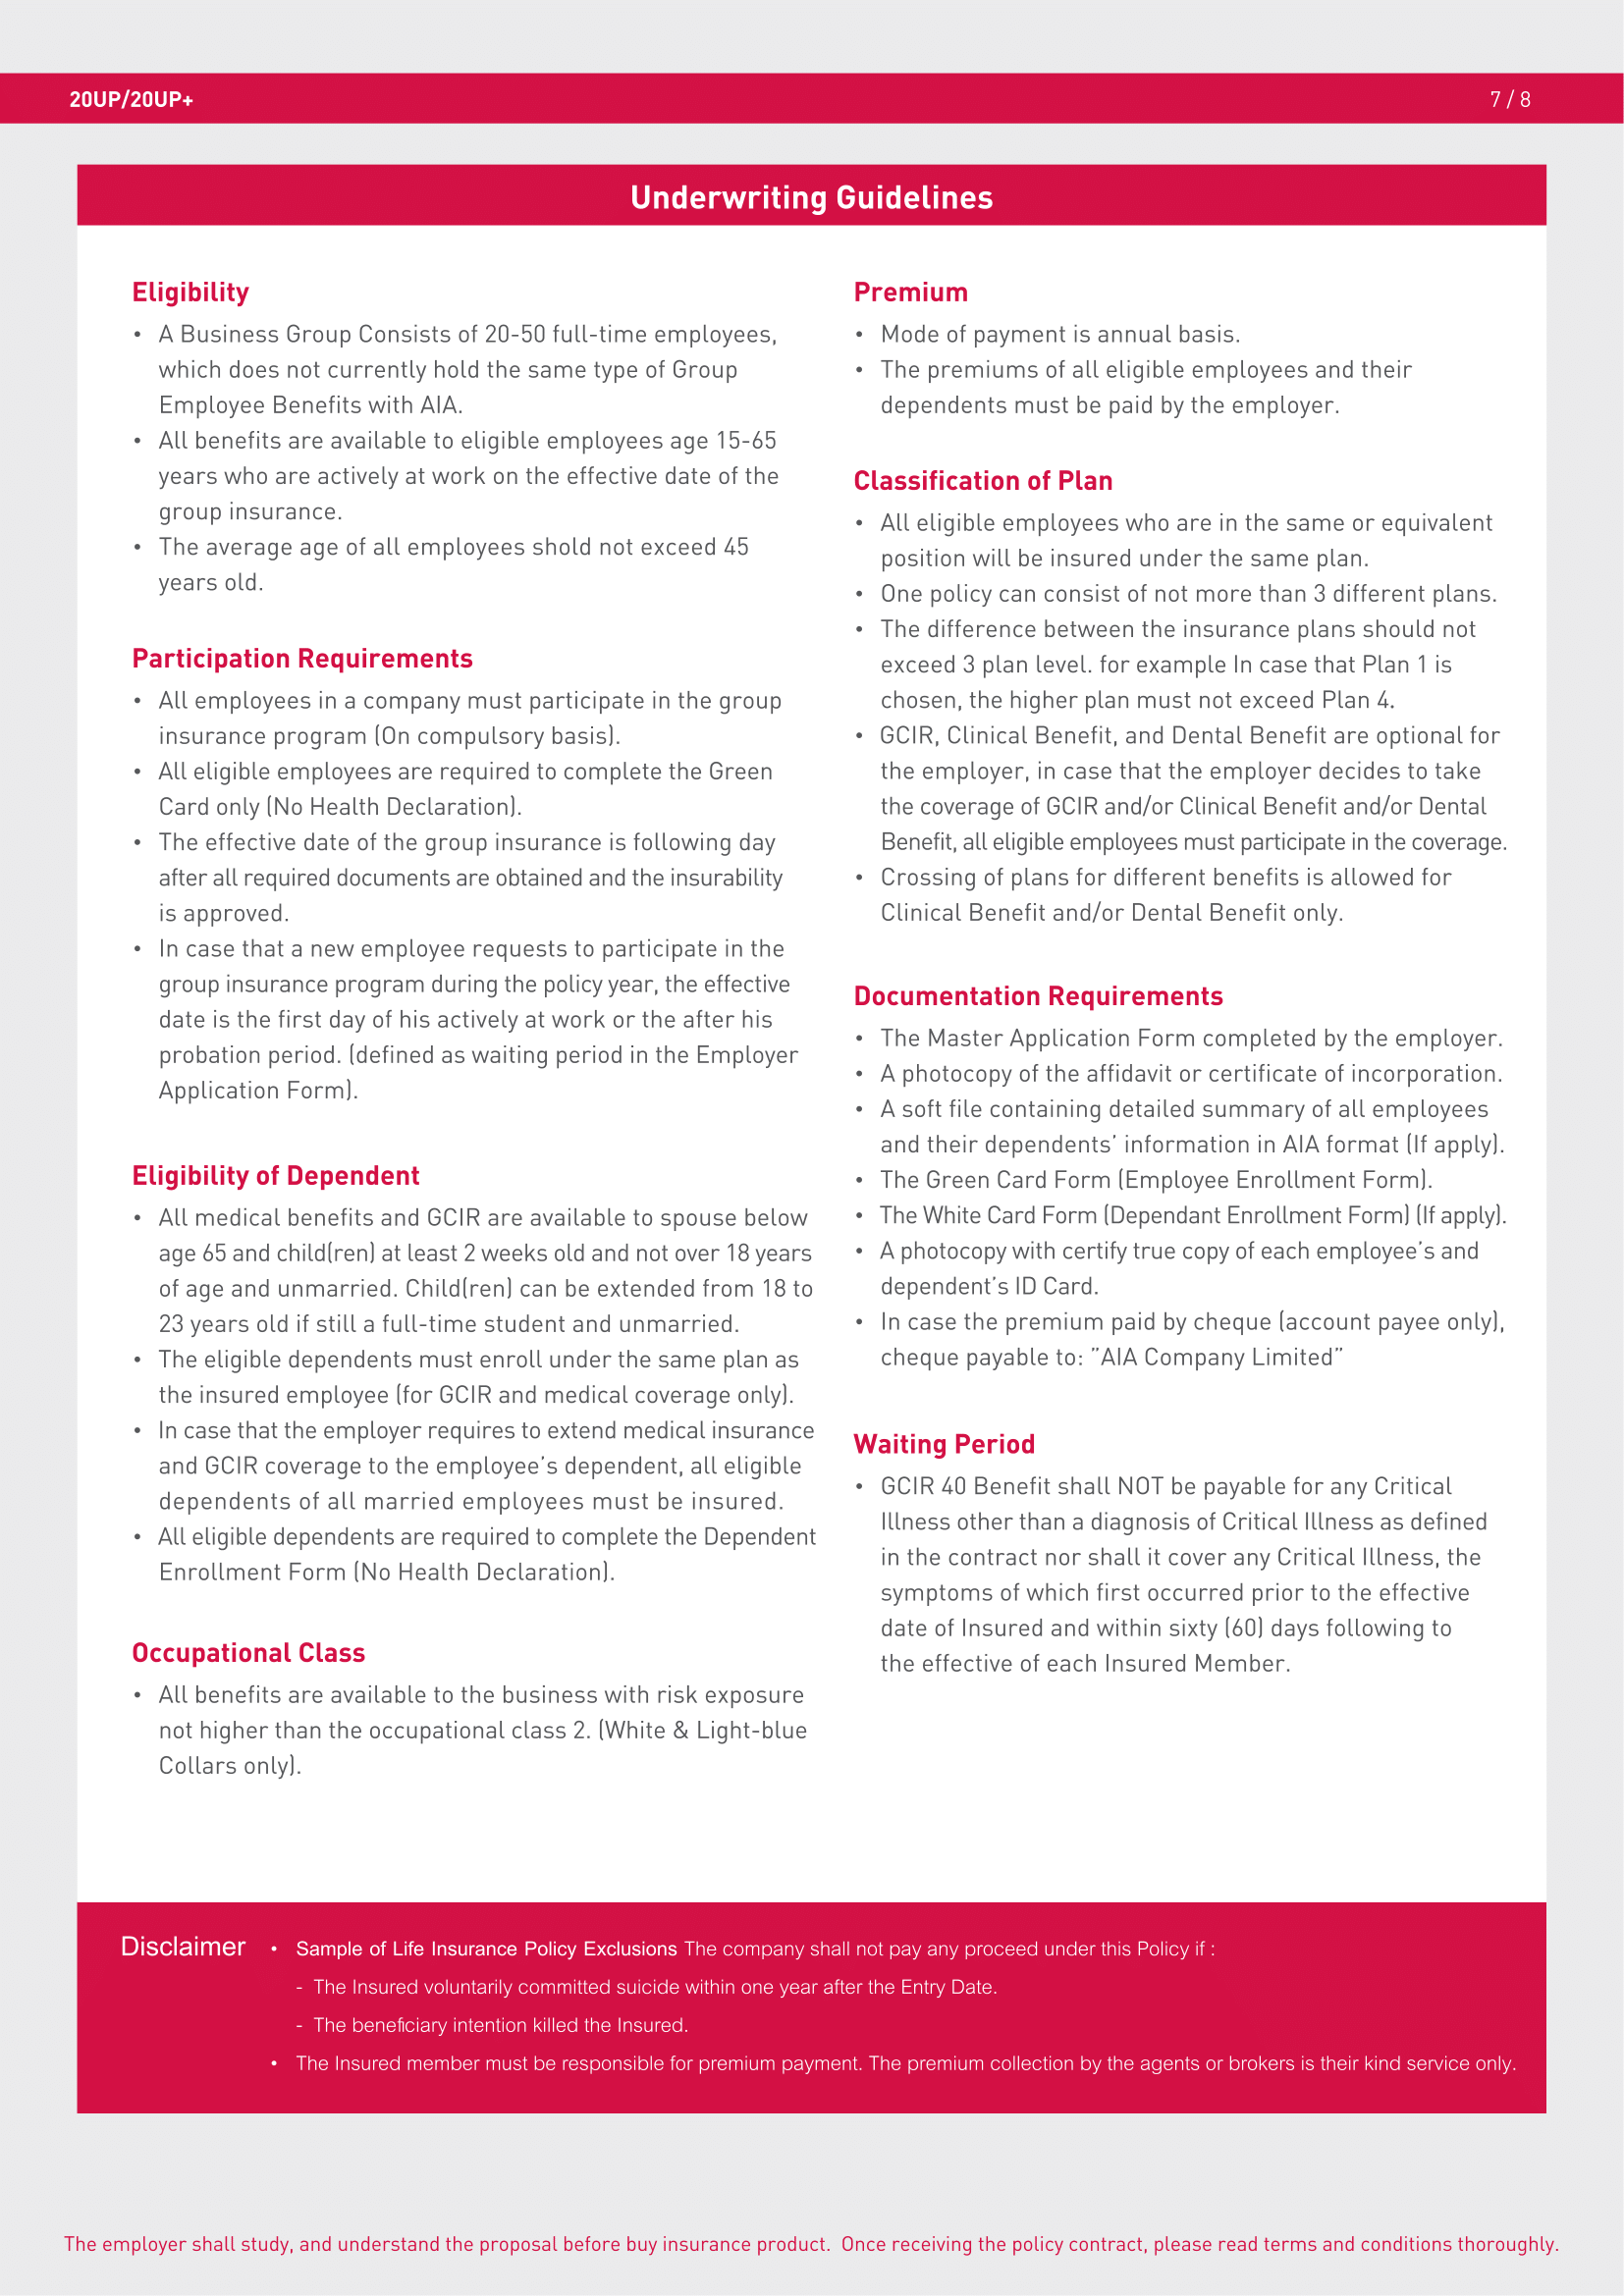 20UP/20UP+
7 / 8
Underwriting Guidelines
Eligibility
• A Business Group Consists of 20-50 full-time employees,
which does not currently hold the same type of Group
Employee Benefits with AIA.
• All benefits are available to eligible employees age 15-65
years who are actively at work on the effective date of the
group insurance.
• The average age of all employees shold not exceed 45
years old.
Participation Requirements
• All employees in a company must participate in the group
insurance program (On compulsory basis).
• All eligible employees are required to complete the Green
Card only (No Health Declaration).
• The effective date of the group insurance is following day
after all required documents are obtained and the insurability
is approved.
• In case that a new employee requests to participate in the
group insurance program during the policy year, the effective
date is the first day of his actively at work or the after his
probation period. (defined as waiting period in the Employer
Application Form).
Eligibility of Dependent
• All medical benefits and GCIR are available to spouse below
age 65 and child(ren) at least 2 weeks old and not over 18 years
of age and unmarried. Child(ren) can be extended from 18 to
23 years old if still a full-time student and unmarried.
• The eligible dependents must enroll under the same plan as
the insured employee (for GCIR and medical coverage only).
• In case that the employer requires to extend medical insurance
and GCIR coverage to the employee's dependent, all eligible
dependents of all married employees must be insured.
• All eligible dependents are required to complete the Dependent
Enrollment Form (No Health Declaration).
Occupational Class
• All benefits are available to the business with risk exposure
not higher than the occupational class 2. (White & Light-blue
Collars only).
Premium
• Mode of payment is annual basis.
• The premiums of all eligible employees and their
dependents must be paid by the employer.
Classification of Plan
• All eligible employees who are in the same or equivalent
position will be insured under the same plan.
• One policy can consist of not more than 3 different plans.
• The difference between the insurance plans should not
exceed 3 plan level. for example In case that Plan 1 is
chosen, the higher plan must not exceed Plan 4.
• GCIR, Clinical Benefit, and Dental Benefit are optional for
the employer, in case that the employer decides to take
the coverage of GCIR and/or Clinical Benefit and/or Dental
Benefit, all eligible employees must participate in the coverage.
• Crossing of plans for different benefits is allowed for
Clinical Benefit and/or Dental Benefit only.
Documentation Requirements
• The Master Application Form completed by the employer.
• A photocopy of the affidavit or certificate of incorporation.
• A soft file containing detailed summary of all employees
and their dependents' information in AIA format (If apply).
• The Green Card Form (Employee Enrollment Form).
• The White Card Form (Dependant Enrollment Form) (If apply).
• A photocopy with certify true copy of each employee's and
dependent's ID Card.
• In case the premium paid by cheque (account payee only),
cheque payable to: "AIA Company Limited"
Waiting Period
• GCIR 40 Benefit shall NOT be payable for any Critical
Illness other than a diagnosis of Critical Illness as defined
in the contract nor shall it cover any Critical Illness, the
symptoms of which first occurred prior to the effective
date of Insured and within sixty (60) days following to
the effective of each Insured Member.
Disclaimer
• Sample of Life Insurance Policy Exclusions The company shall not pay any proceed under this Policy if :
- The Insured voluntarily committed suicide within one year after the Entry Date.
- The beneficiary intention killed the Insured.
• The Insured member must be responsible for premium payment. The premium collection by the agents or brokers is their kind service only.
The employer shall study, and understand the proposal before buy insurance product. Once receiving the policy contract, please read terms and conditions thoroughly.